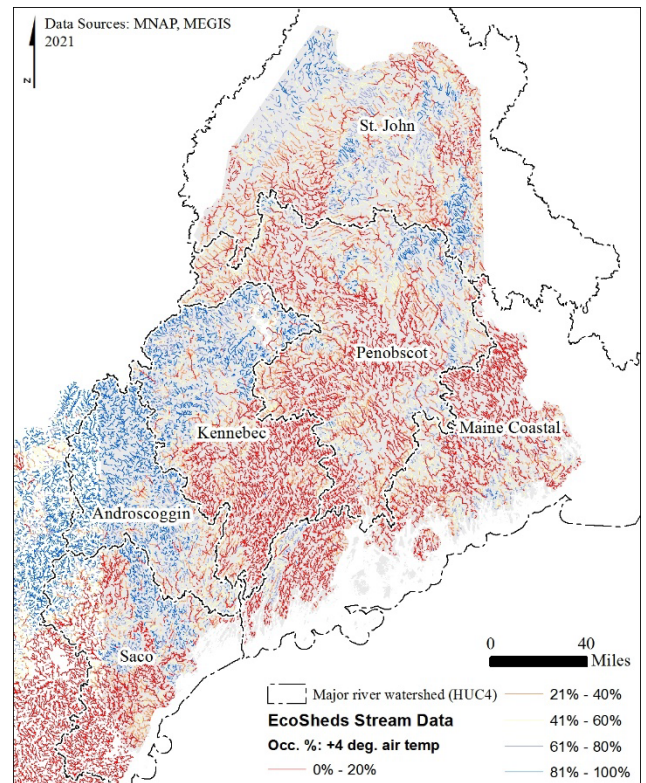 Data Sources: MNAP, MEGIS
2021
N
St. John
Penobscot
Kennebec
Maine Coastal
Androscoggin
Saco
0 40
Miles
Major river watershed (HUC4)
EcoSheds Stream Data
Occ. %: +4 deg. air temp
0% - 20%
21% - 40%
41% - 60%
61% - 80%
81% - 100%